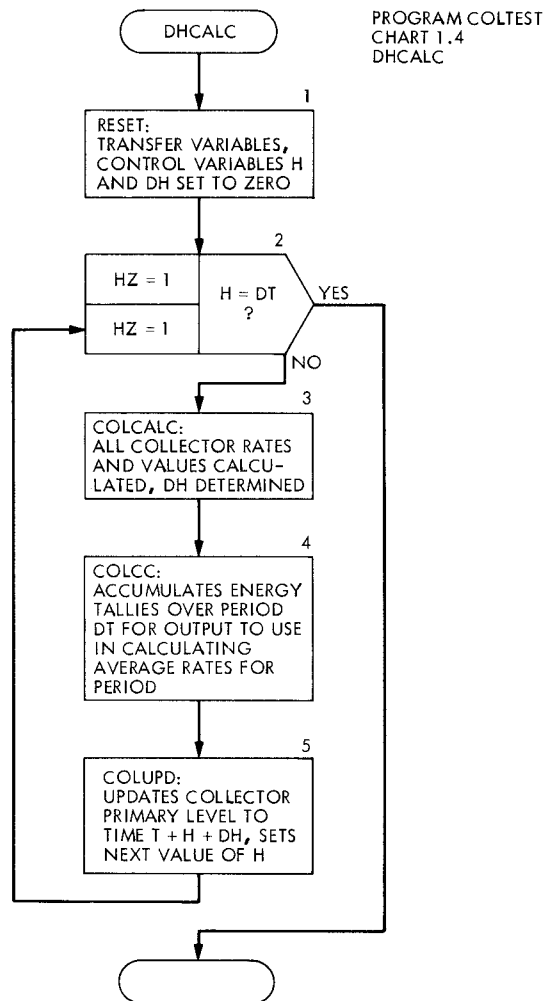 DHCALC
PROGRAM COLTEST
CHART 1.4
DHCALC
1
RESET:
TRANSFER VARIABLES,
CONTROL VARIABLES H
AND DH SET TO ZERO
2
HZ = 1
HZ = 1
H = DT
?
YES
NO
3
COLCALC:
ALL COLLECTOR RATES
AND VALUES CALCU-
LATED, DH DETERMINED
4
COLCC:
ACCUMULATES ENERGY
TALLIES OVER PERIOD
DT FOR OUTPUT TO USE
IN CALCULATING
AVERAGE RATES FOR
PERIOD
5
COLUPD:
UPDATES COLLECTOR
PRIMARY LEVEL TO
TIME T + H + DH, SETS
NEXT VALUE OF H